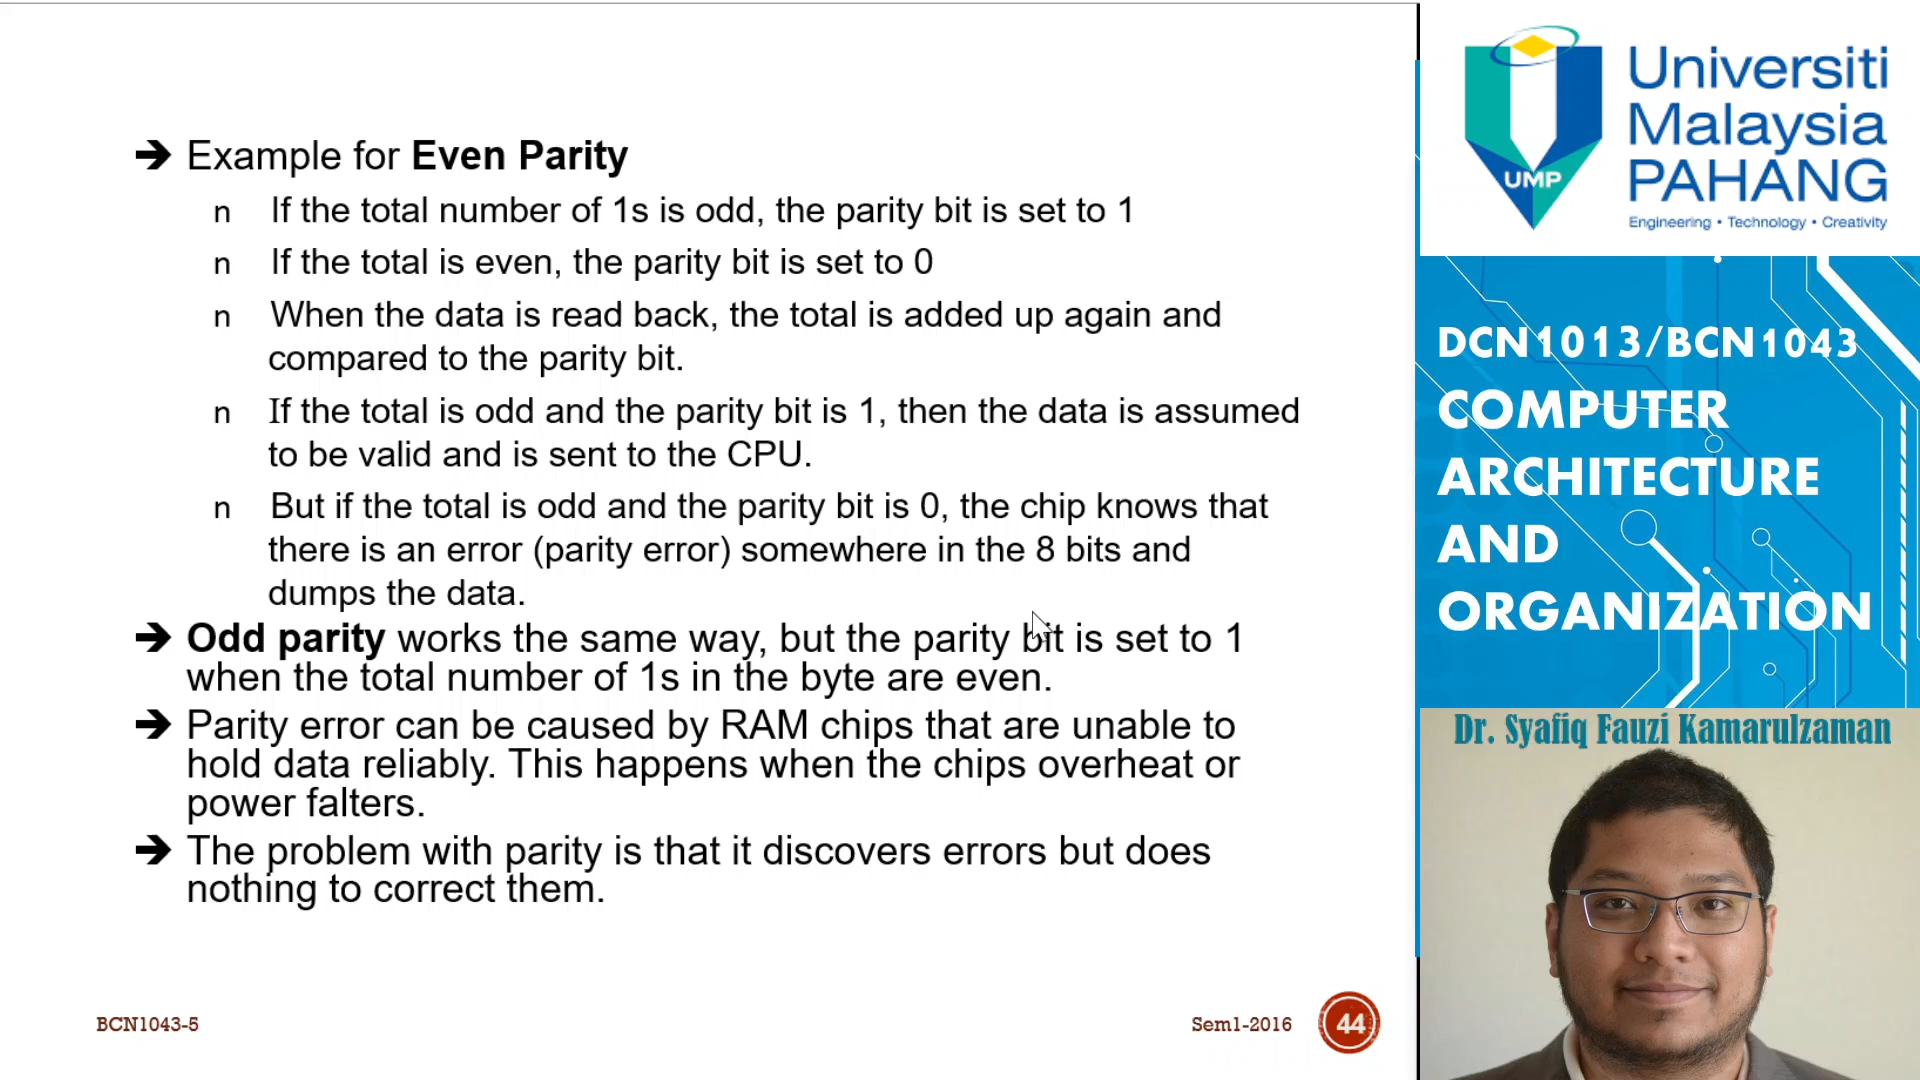 ➔ Example for Even Parity
n If the total number of 1s is odd, the parity bit is set to 1
n If the total is even, the parity bit is set to 0
n When the data is read back, the total is added up again and
compared to the parity bit.
n If the total is odd and the parity bit is 1, then the data is assumed
to be valid and is sent to the CPU.
n But if the total is odd and the parity bit is 0, the chip knows that
there is an error (parity error) somewhere in the 8 bits and
dumps the data.
➔ Odd parity works the same way, but the parity bit is set to 1
when the total number of 1s in the byte are even.
➔ Parity error can be caused by RAM chips that are unable to
hold data reliably. This happens when the chips overheat or
power falters.
➔ The problem with parity is that it discovers errors but does
nothing to correct them.
BCN1043-5
Sem1-2016
44
UMP
Universiti
Malaysia
PAHANG
Engineering • Technology • Creativity
DCN1013/BCN1043
COMPUTER
ARCHITECTURE
AND
ORGANIZATION
Dr. Syafiq Fauzi Kamarulzaman